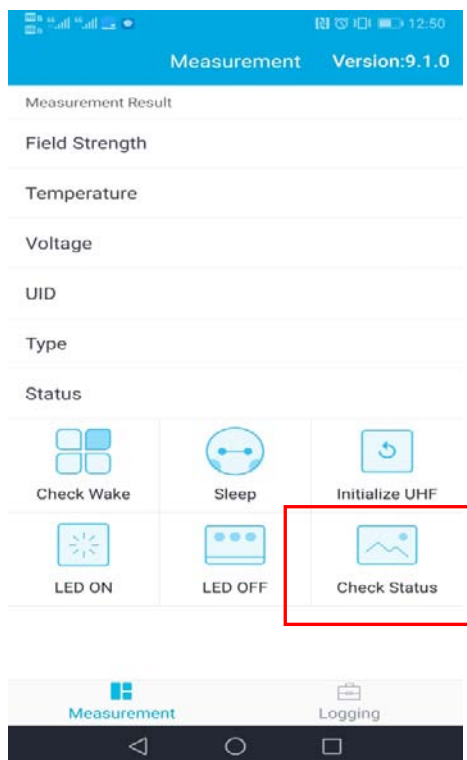 12:50
Measurement Version:9.1.0
Measurement Result
Field Strength
Temperature
Voltage
UID
Type
Status
Check Wake Sleep Initialize UHF
LED ON LED OFF Check Status
Measurement Logging